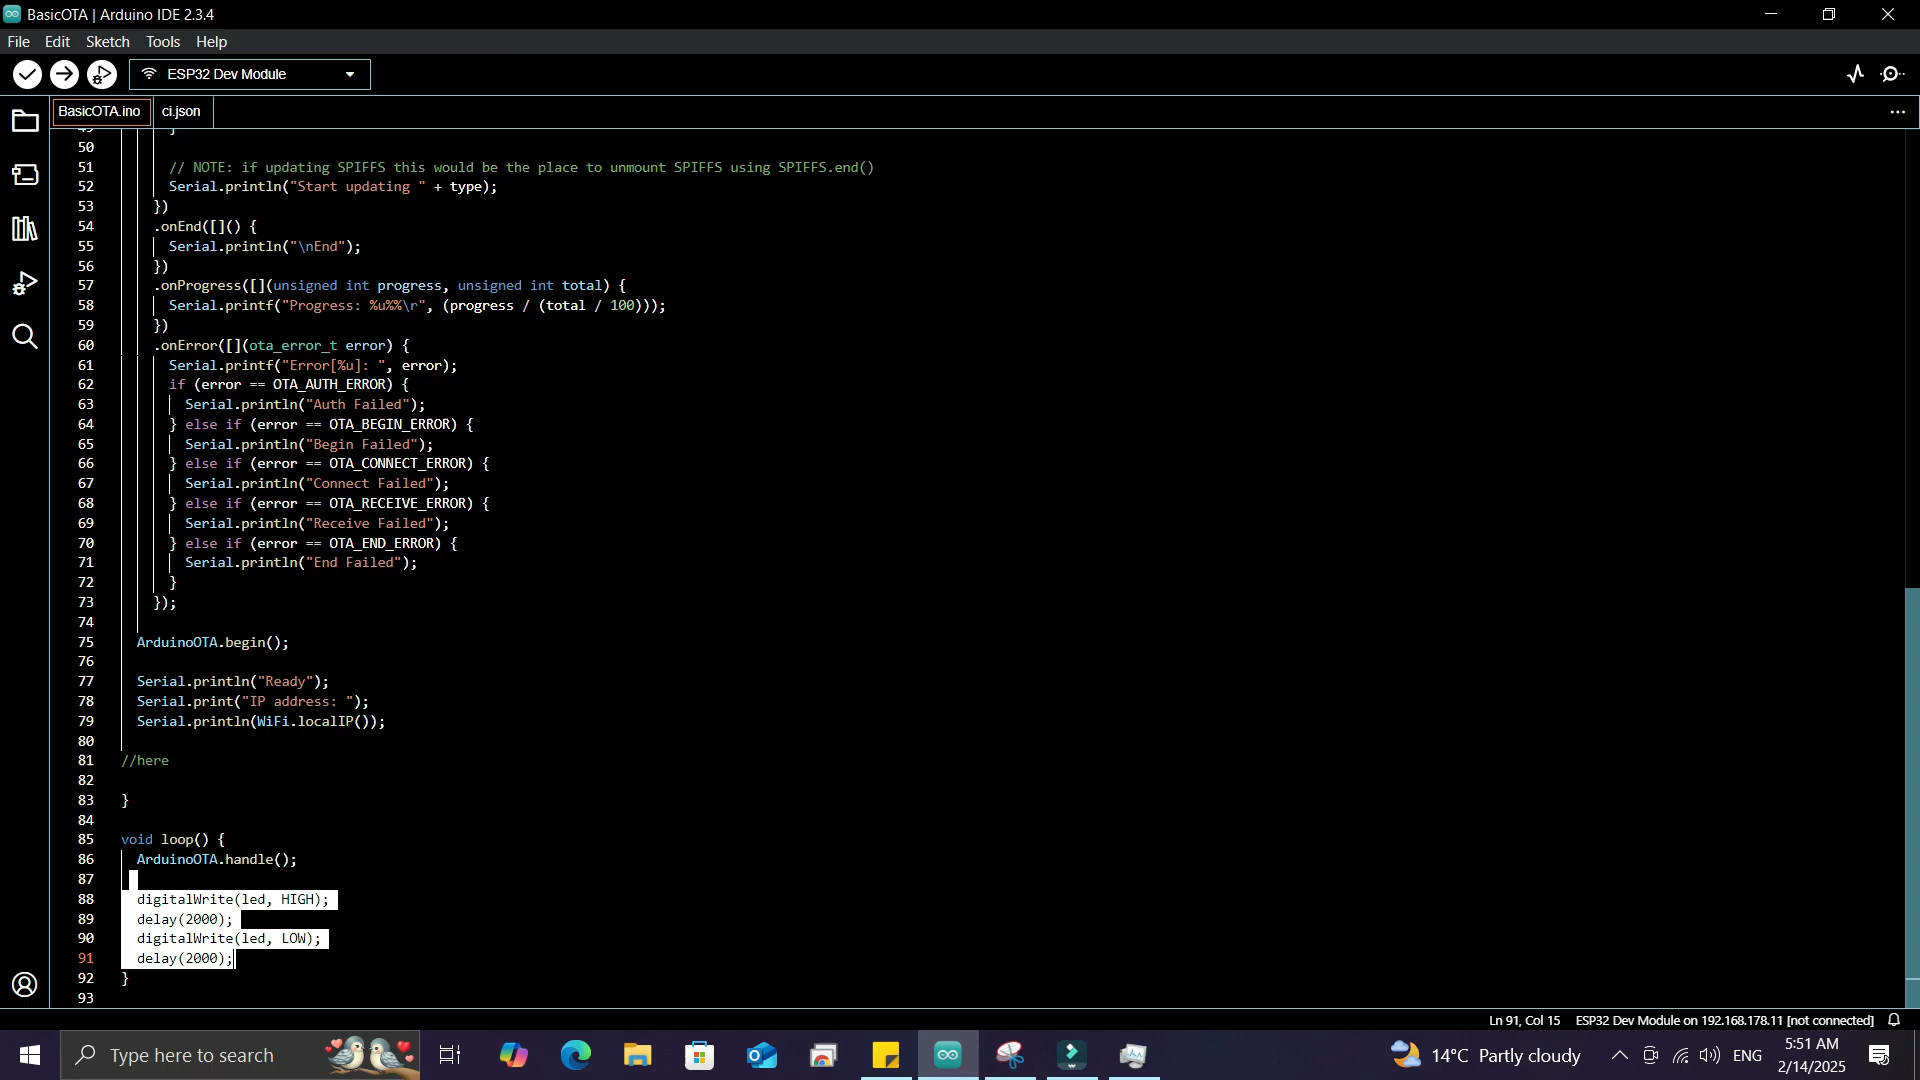 BasicOTA | Arduino IDE 2.3.4
File Edit Sketch Tools Help
ESP32 Dev Module
BasicOTA.ino ci.json
49 }
50
51 // NOTE: if updating SPIFFS this would be the place to unmount SPIFFS using SPIFFS.end()
52 Serial.println("Start updating " + type);
53 })
54 .onEnd([]() {
55 Serial.println("\nEnd");
56 })
57 .onProgress([](unsigned int progress, unsigned int total) {
58 Serial.printf("Progress: %u%%\r", (progress / (total / 100)));
59 })
60 .onError([](ota_error_t error) {
61 Serial.printf("Error[%u]: ", error);
62 if (error == OTA_AUTH_ERROR) {
63 Serial.println("Auth Failed");
64 } else if (error == OTA_BEGIN_ERROR) {
65 Serial.println("Begin Failed");
66 } else if (error == OTA_CONNECT_ERROR) {
67 Serial.println("Connect Failed");
68 } else if (error == OTA_RECEIVE_ERROR) {
69 Serial.println("Receive Failed");
70 } else if (error == OTA_END_ERROR) {
71 Serial.println("End Failed");
72 }
73 });
74
75 ArduinoOTA.begin();
76
77 Serial.println("Ready");
78 Serial.print("IP address: ");
79 Serial.println(WiFi.localIP());
80
81 //here
82
83 }
84
85 void loop() {
86 ArduinoOTA.handle();
87
88 digitalWrite(led, HIGH);
89 delay(2000);
90 digitalWrite(led, LOW);
91 delay(2000);
92 }
93
Ln 91, Col 15 ESP32 Dev Module on 192.168.178.11 [not connected]
Type here to search
14°C Partly cloudy
ENG
5:51 AM
2/14/2025